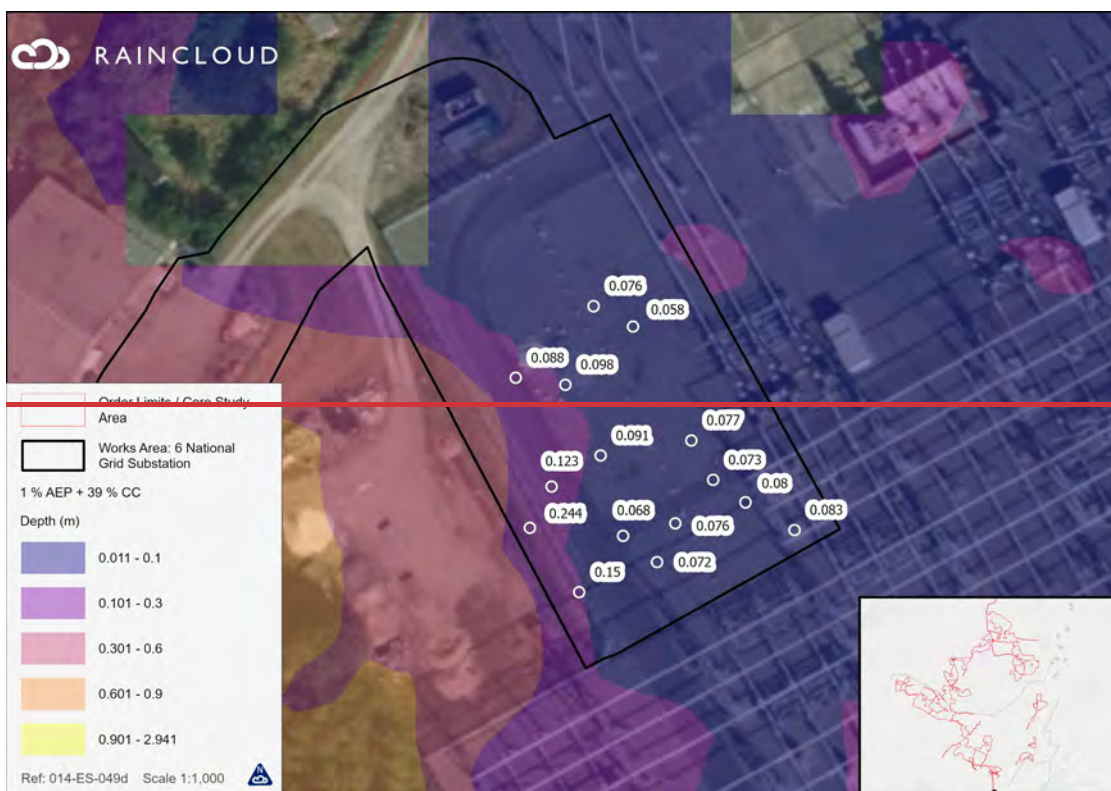 RAINCLOUD
0.076
0.058
0.088
0.098
0.077
0.091
0.073
0.123
0.08
0.244
0.068
0.076
0.083
0.072
0.15
Order Limits / Core Study
Area
Works Area: 6 National
Grid Substation
1 % AEP + 39 % CC
Depth (m)
0.011 - 0.1
0.101 - 0.3
0.301 - 0.6
0.601 - 0.9
0.901 - 2.941
Ref: 014-ES-049d Scale 1:1,000
N